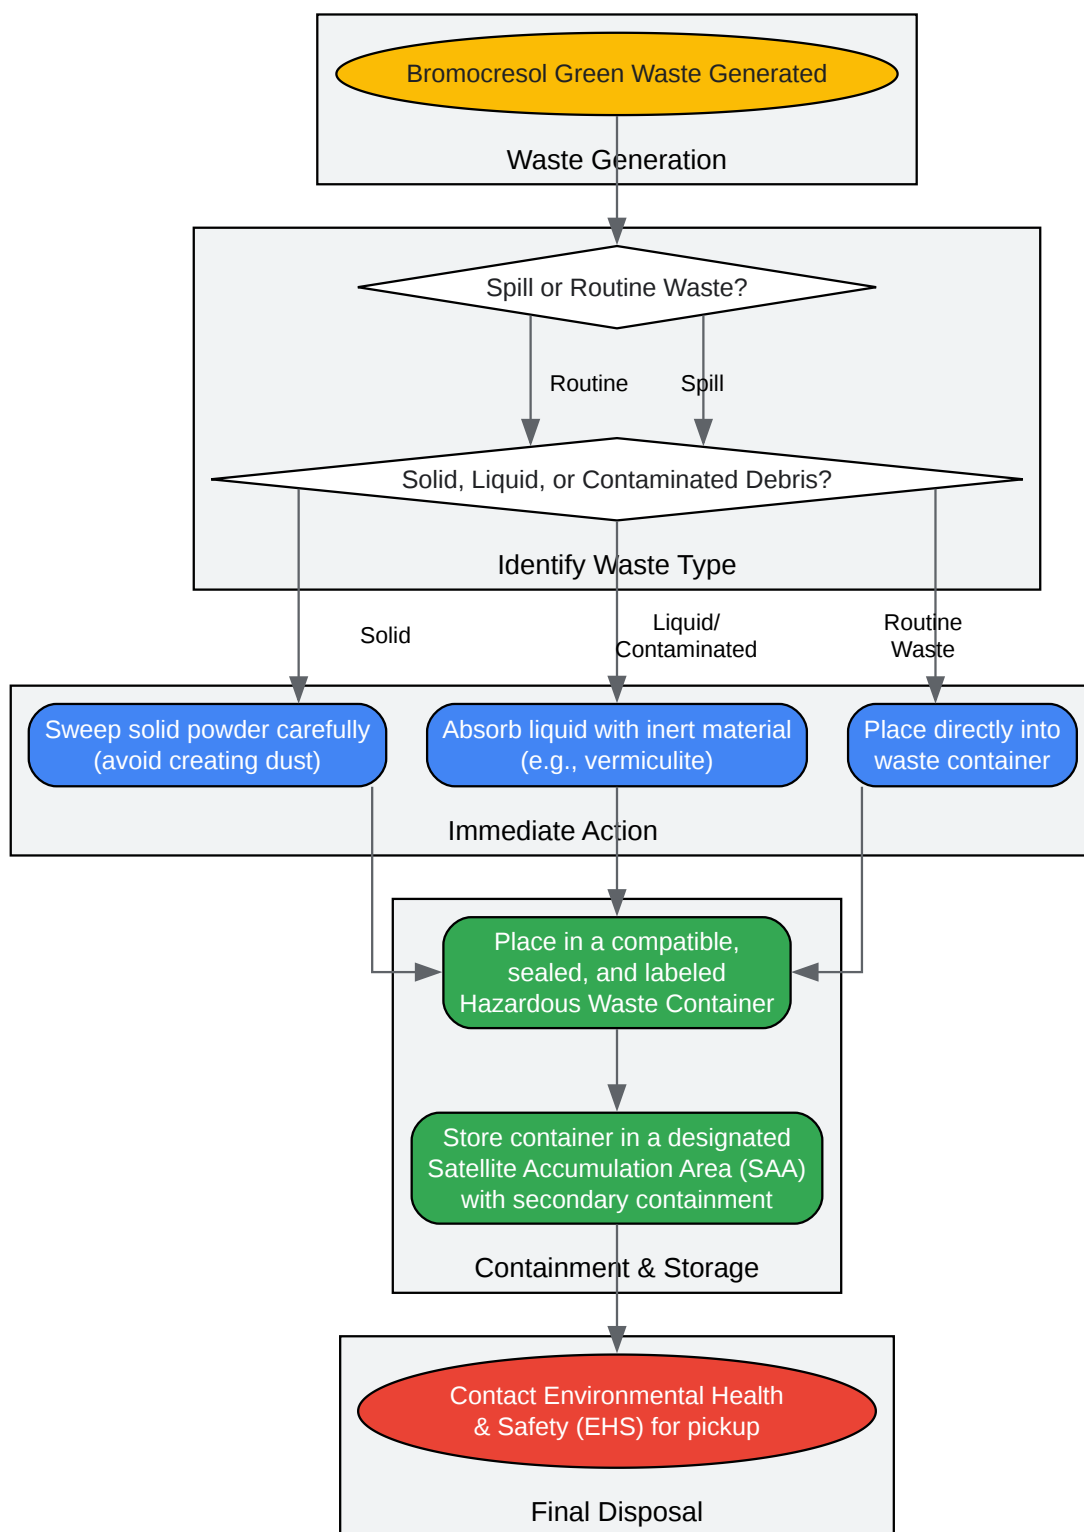 Bromocresol Green Waste Generated
Waste Generation
Spill or Routine Waste?
Routine
Spill
Solid, Liquid, or Contaminated Debris?
Identify Waste Type
Solid
Liquid/
Contaminated
Routine
Waste
Sweep solid powder carefully
(avoid creating dust)
Absorb liquid with inert material
(e.g., vermiculite)
Place directly into
waste container
Immediate Action
Place in a compatible,
sealed, and labeled
Hazardous Waste Container
Store container in a designated
Satellite Accumulation Area (SAA)
with secondary containment
Containment & Storage
Contact Environmental Health
& Safety (EHS) for pickup
Final Disposal